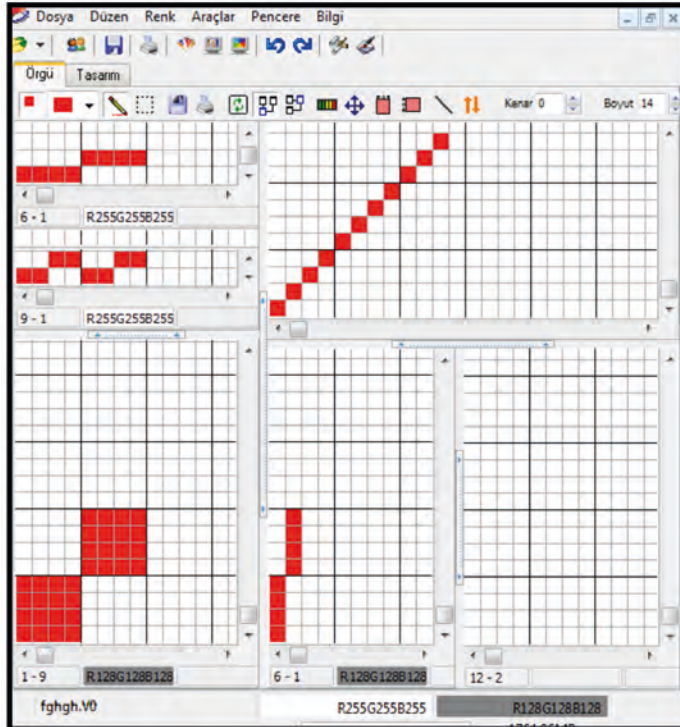 Dosya Düzen Renk Araçlar Pencere Bilgi
Örgü Tasarım
Kenar 0 Boyut 14
6 - 1 R255G255B255
9 - 1 R255G255B255
1 - 9 R128G128B128 6 - 1 R128G128B128 12 - 2
fghgh.V0 R255G255B255 R128G128B128